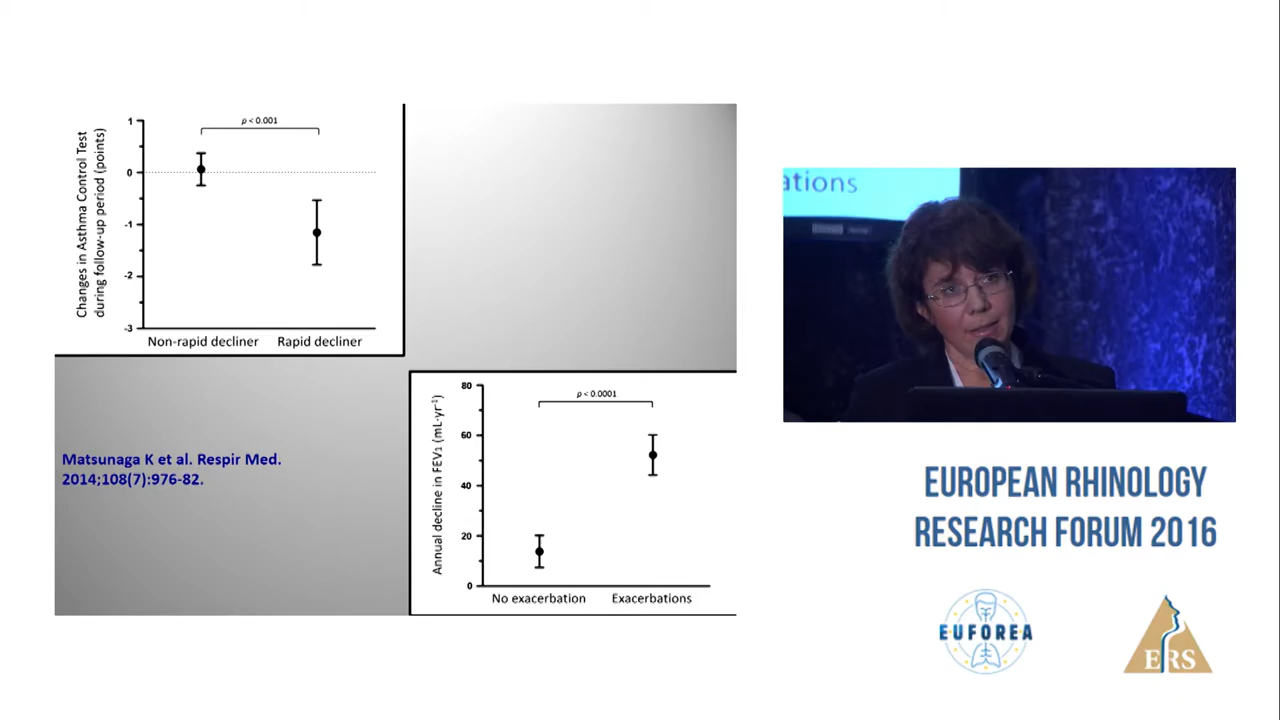 Changes in Asthma Control Test
during follow-up period (points)
p < 0.001
1
0
-1
-2
-3
Non-rapid decliner Rapid decliner
Matsunaga K et al. Respir Med.
2014;108(7):976-82.
Annual decline in FEV₁ (mL·yr⁻¹)
p < 0.0001
80
60
40
20
0
No exacerbation Exacerbations
ations
EUROPEAN RHINOLOGY
RESEARCH FORUM 2016
EUFOREA
ERS